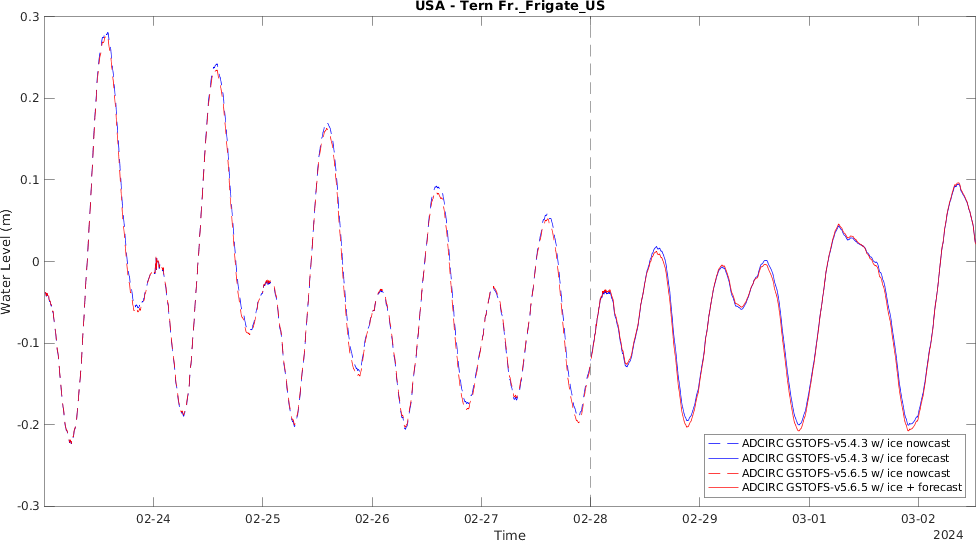 USA - Tern Fr._Frigate_US
0.3
0.2
0.1
0
-0.1
-0.2
-0.3
Water Level (m)
ADCIRC GSTOFS-v5.4.3 w/ ice nowcast
ADCIRC GSTOFS-v5.4.3 w/ ice forecast
ADCIRC GSTOFS-v5.6.5 w/ ice nowcast
ADCIRC GSTOFS-v5.6.5 w/ ice + forecast
02-24 02-25 02-26 02-27 02-28 02-29 03-01 03-02
Time
2024